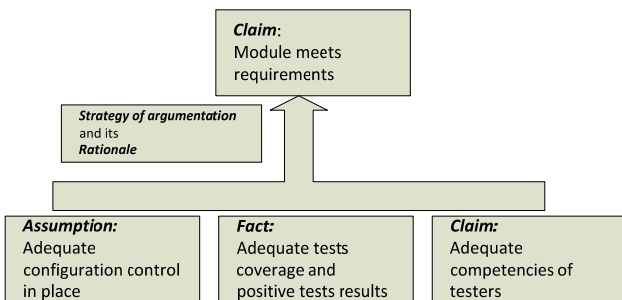 Claim:
Module meets
requirements
Strategy of argumentation
and its
Rationale
Assumption:
Adequate
configuration control
in place
Fact:
Adequate tests
coverage and
positive tests results
Claim:
Adequate
competencies of
testers